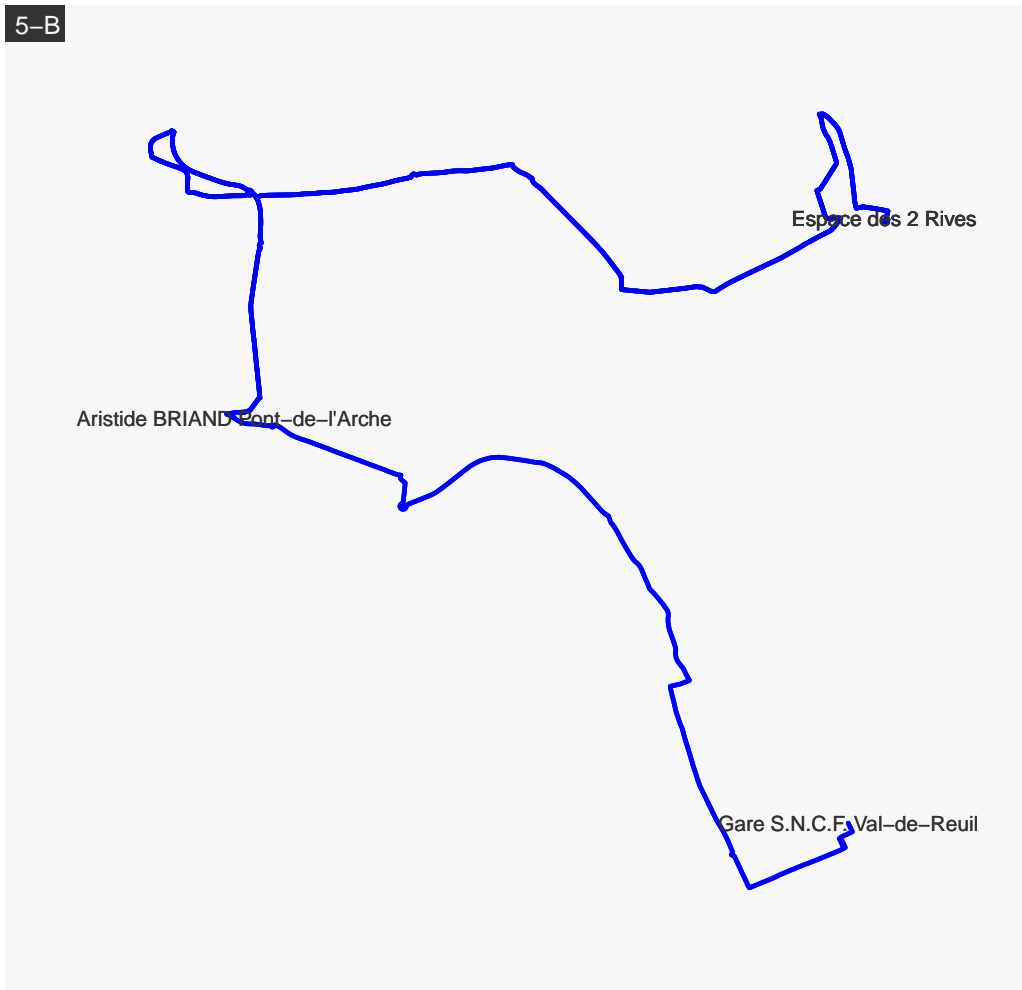 5-B
Espace des 2 Rives
Aristide BRIAND Pont-de-l'Arche
Gare S.N.C.F. Val-de-Reuil